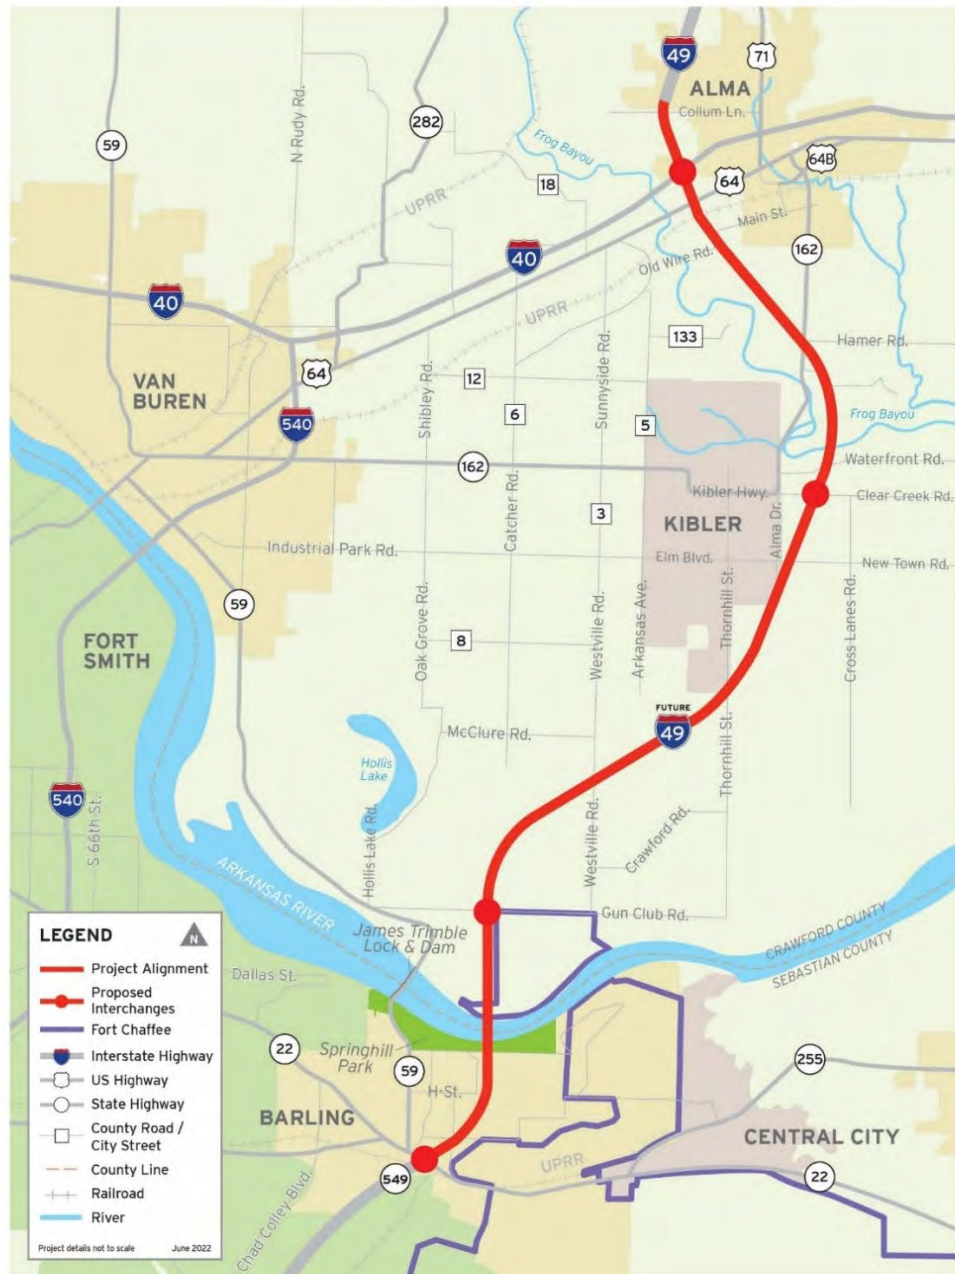 49
71
ALMA
Collum Ln.
59
N Rudy Rd.
282
Frog Bayou
18
UPRR
64
64B
Main St.
162
Old Wire Rd.
40
40
UPRR
133
Hamer Rd.
VAN
BUREN
64
Shibley Rd.
12
Sunnyside Rd.
6
5
540
Frog Bayou
162
Waterfront Rd.
Catcher Rd.
Kibler Hwy.
Clear Creek Rd.
3
KIBLER
Alma Dr.
Industrial Park Rd.
Elm Blvd.
New Town Rd.
59
FORT
SMITH
Oak Grove Rd.
8
Westville Rd.
Arkansas Ave.
Thornhill St.
Cross Lanes Rd.
FUTURE
49
McClure Rd.
Thornhill St.
Hollis
Lake
540
S 66th St.
Hollis Lake Rd.
Westville Rd.
Crawford Rd.
ARKANSAS RIVER
Gun Club Rd.
James Trimble
Lock & Dam
CRAWFORD COUNTY
SEBASTIAN COUNTY
Dallas St.
22
Springhill
Park
59
H-St.
255
BARLING
CENTRAL CITY
UPRR
549
22
Chad Colley Blvd.
LEGEND
N
Project Alignment
Proposed
Interchanges
Fort Chaffee
Interstate Highway
US Highway
State Highway
County Road /
City Street
County Line
Railroad
River
Project details not to scale
June 2022